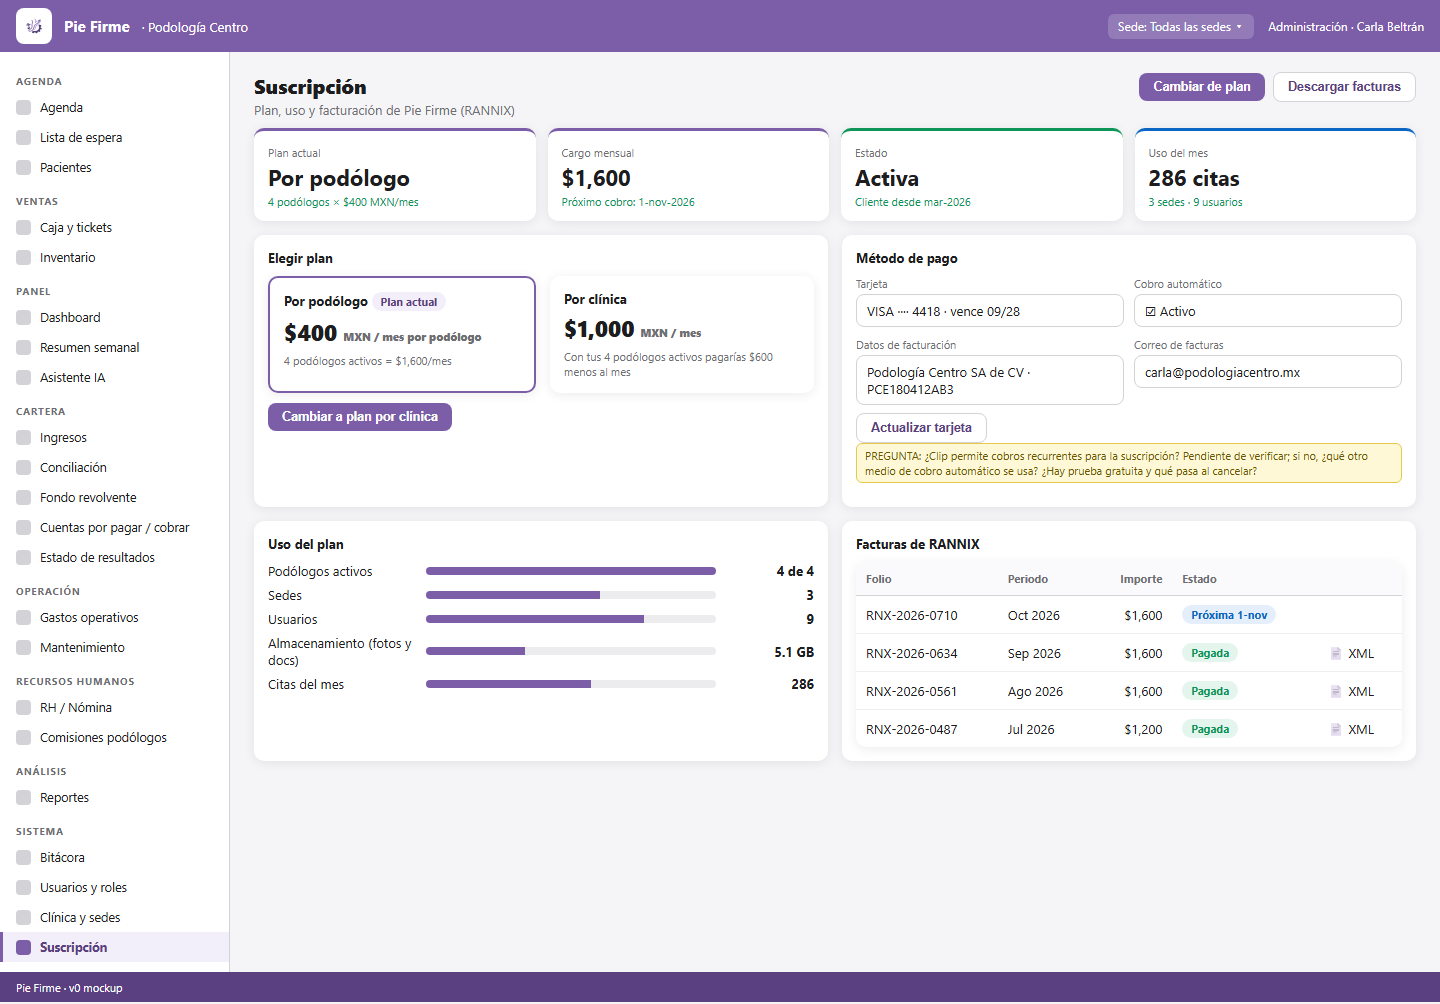 Pie Firme · Podología Centro
Sede: Todas las sedes
Administración · Carla Beltrán
AGENDA
Agenda
Lista de espera
Pacientes
VENTAS
Caja y tickets
Inventario
PANEL
Dashboard
Resumen semanal
Asistente IA
CARTERA
Ingresos
Conciliación
Fondo revolvente
Cuentas por pagar / cobrar
Estado de resultados
OPERACIÓN
Gastos operativos
Mantenimiento
RECURSOS HUMANOS
RH / Nómina
Comisiones podólogos
ANÁLISIS
Reportes
SISTEMA
Bitácora
Usuarios y roles
Clínica y sedes
Suscripción
Suscripción
Plan, uso y facturación de Pie Firme (RANNIX)
Cambiar de plan
Descargar facturas
Plan actual
Por podólogo
4 podólogos × $400 MXN/mes
Cargo mensual
$1,600
Próximo cobro: 1-nov-2026
Estado
Activa
Cliente desde mar-2026
Uso del mes
286 citas
3 sedes · 9 usuarios
Elegir plan
Por podólogo Plan actual
$400 MXN / mes por podólogo
4 podólogos activos = $1,600/mes
Por clínica
$1,000 MXN / mes
Con tus 4 podólogos activos pagarías $600
menos al mes
Cambiar a plan por clínica
Método de pago
Tarjeta
VISA ···· 4418 · vence 09/28
Cobro automático
☑ Activo
Datos de facturación
Podología Centro SA de CV ·
PCE180412AB3
Correo de facturas
carla@podologiacentro.mx
Actualizar tarjeta
PREGUNTA: ¿Clip permite cobros recurrentes para la suscripción? Pendiente de verificar; si no, ¿qué otro
medio de cobro automático se usa? ¿Hay prueba gratuita y qué pasa al cancelar?
Uso del plan
Podólogos activos 4 de 4
Sedes 3
Usuarios 9
Almacenamiento (fotos y
docs) 5.1 GB
Citas del mes 286
Facturas de RANNIX
Folio Periodo Importe Estado
RNX-2026-0710 Oct 2026 $1,600 Próxima 1-nov
RNX-2026-0634 Sep 2026 $1,600 Pagada XML
RNX-2026-0561 Ago 2026 $1,600 Pagada XML
RNX-2026-0487 Jul 2026 $1,200 Pagada XML
Pie Firme · v0 mockup